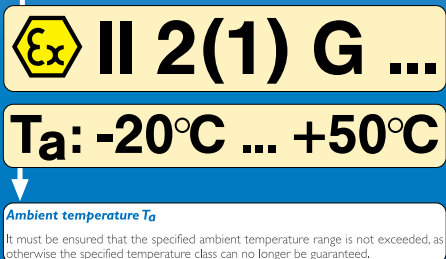 Ex II 2(1) G ...
Ta: -20°C ... +50°C
Ambient temperature Ta
It must be ensured that the specified ambient temperature range is not exceeded, as
otherwise the specified temperature class can no longer be guaranteed.